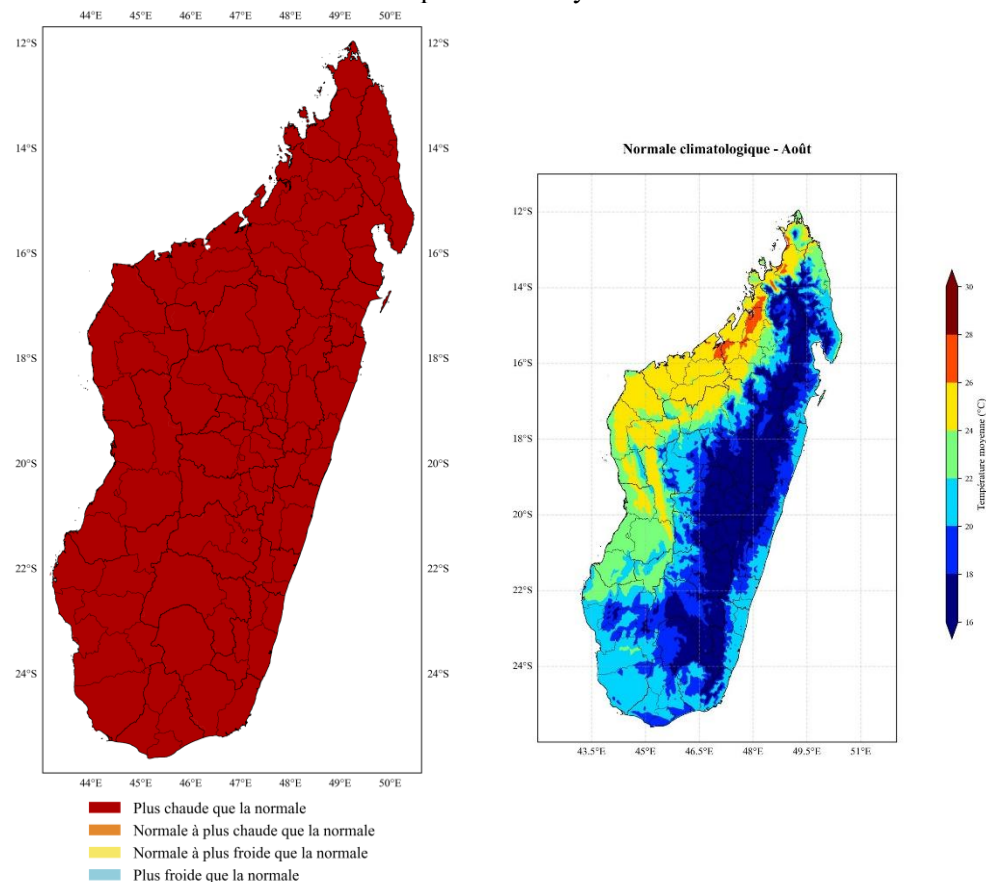 44°E 45°E 46°E 47°E 48°E 49°E 50°E
12°S 12°S
14°S 14°S
16°S 16°S
18°S 18°S
20°S 20°S
22°S 22°S
24°S 24°S
44°E 45°E 46°E 47°E 48°E 49°E 50°E
Plus chaude que la normale
Normale à plus chaude que la normale
Normale à plus froide que la normale
Plus froide que la normale
Normale climatologique - Août
12°S
14°S
16°S
18°S
20°S
22°S
24°S
43.5°E 45°E 46.5°E 48°E 49.5°E 51°E
30
28
26
24
22
20
18
16
Température moyenne (°C)